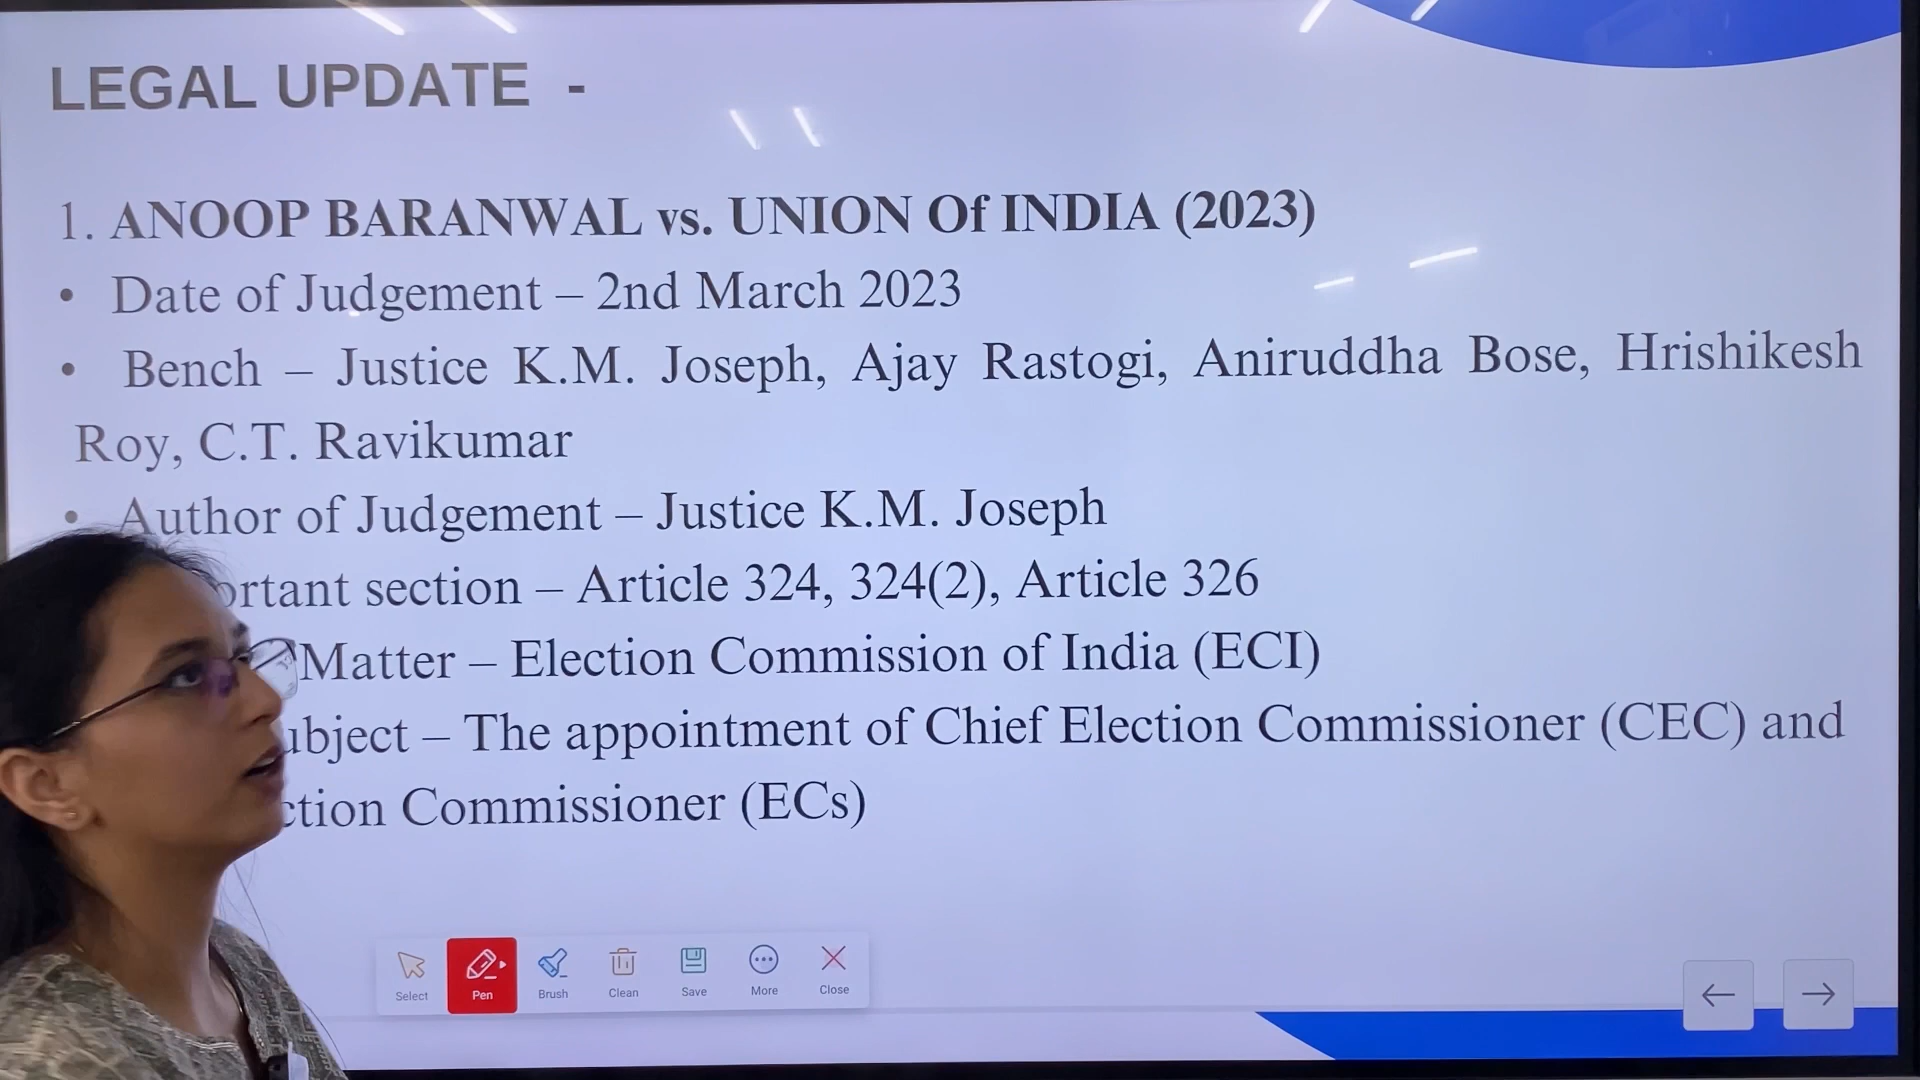 LEGAL UPDATE -
1. ANOOP BARANWAL vs. UNION Of INDIA (2023)
• Date of Judgement – 2nd March 2023
• Bench – Justice K.M. Joseph, Ajay Rastogi, Aniruddha Bose, Hrishikesh
Roy, C.T. Ravikumar
• Author of Judgement – Justice K.M. Joseph
section – Article 324, 324(2), Article 326
Matter – Election Commission of India (ECI)
– The appointment of Chief Election Commissioner (CEC) and
Commissioner (ECs)
Select Pen Brush Clean Save More Close